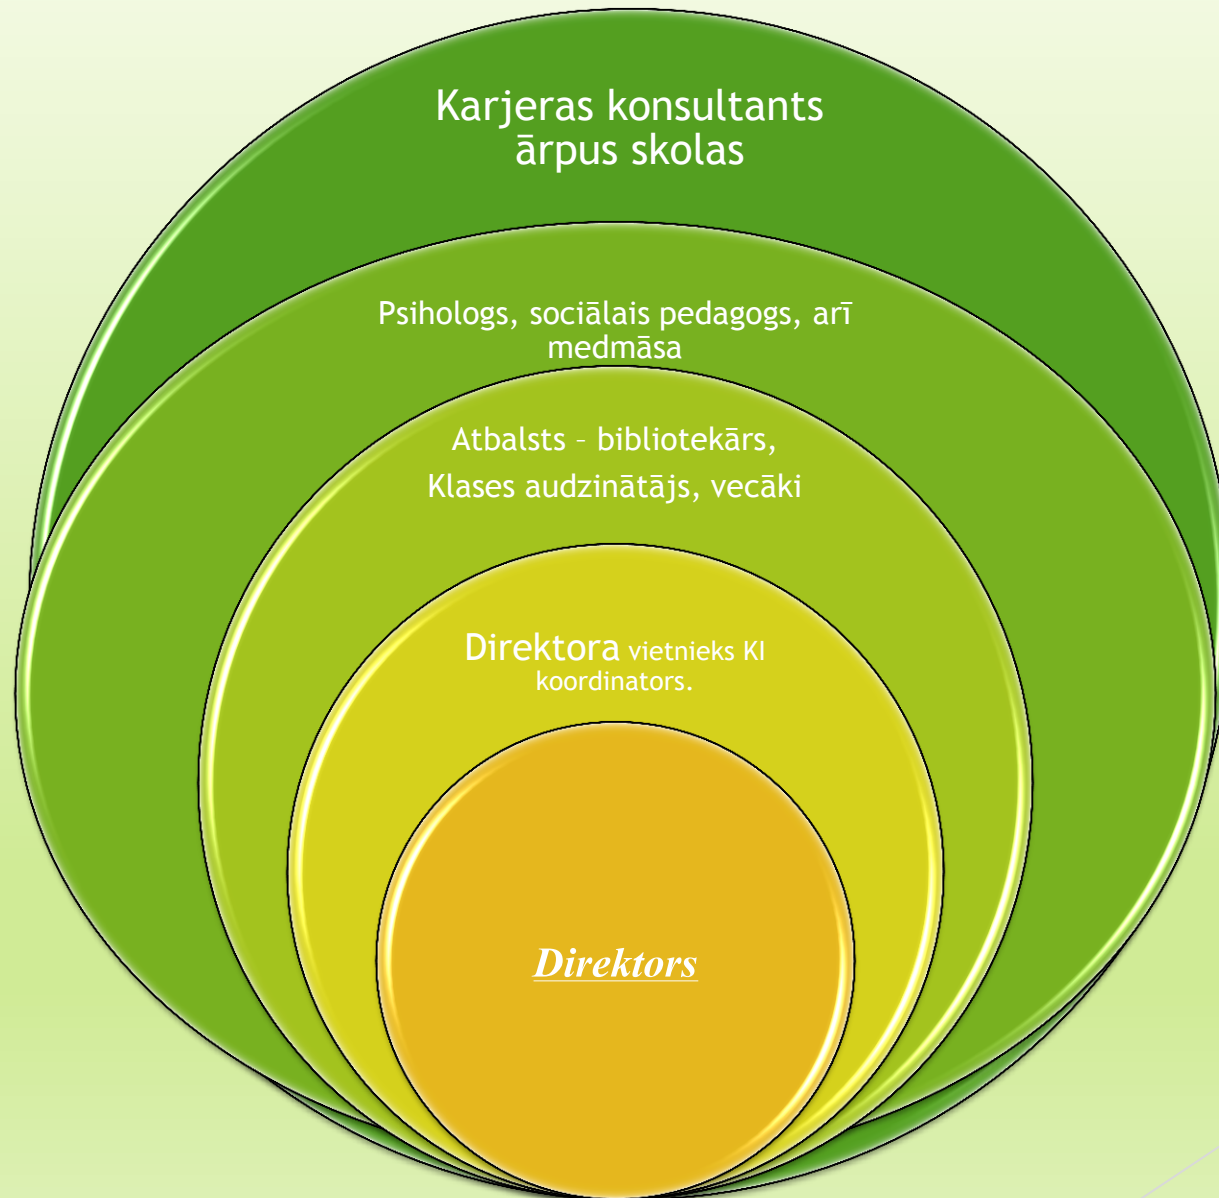 Karjeras konsultants
ārpus skolas
Psihologs, sociālais pedagogs, arī
medmāsa
Atbalsts - bibliotekārs,
Klases audzinātājs, vecāki
Direktora vietnieks KI
koordinators.
Direktors